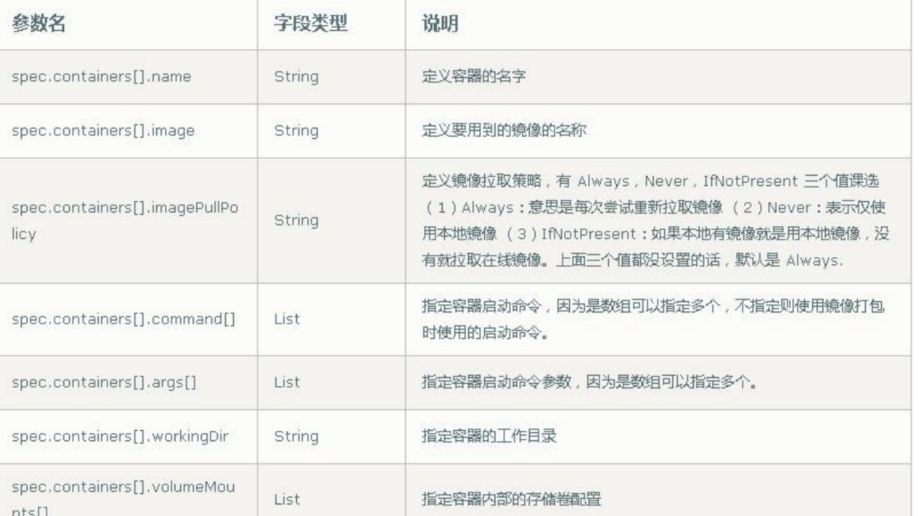 参数名 字段类型 说明
spec.containers[].name String 定义容器的名字
spec.containers[].image String 定义要用到的镜像的名称
定义镜像拉取策略，有 Always，Never，IfNotPresent 三个值课选
spec.containers[].imagePullPo
licy
String
（1）Always：意思是每次尝试重新拉取镜像 （2）Never：表示仅使
用本地镜像 （3）IfNotPresent：如果本地有镜像就是用本地镜像，没
有就拉取在线镜像。上面三个值都没设置的话，默认是 Always.
spec.containers[].command[] List 指定容器启动命令，因为是数组可以指定多个，不指定则使用镜像打包
时使用的启动命令。
spec.containers[].args[] List 指定容器启动命令参数，因为是数组可以指定多个。
spec.containers[].workingDir String 指定容器的工作目录
spec.containers[].volumeMou
nts[]
List 指定容器内部的存储卷配置